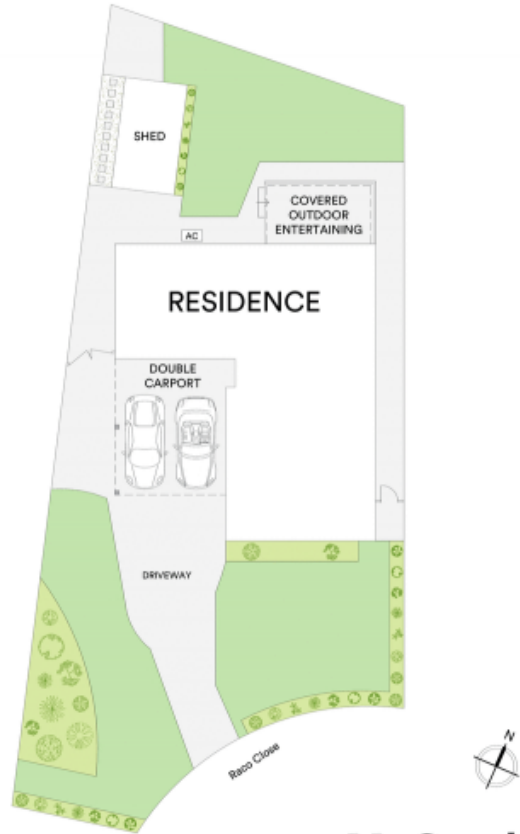 SHED
COVERED
OUTDOOR
ENTERTAINING
AC
RESIDENCE
DOUBLE
CARPORT
DRIVEWAY
Raco Close
N